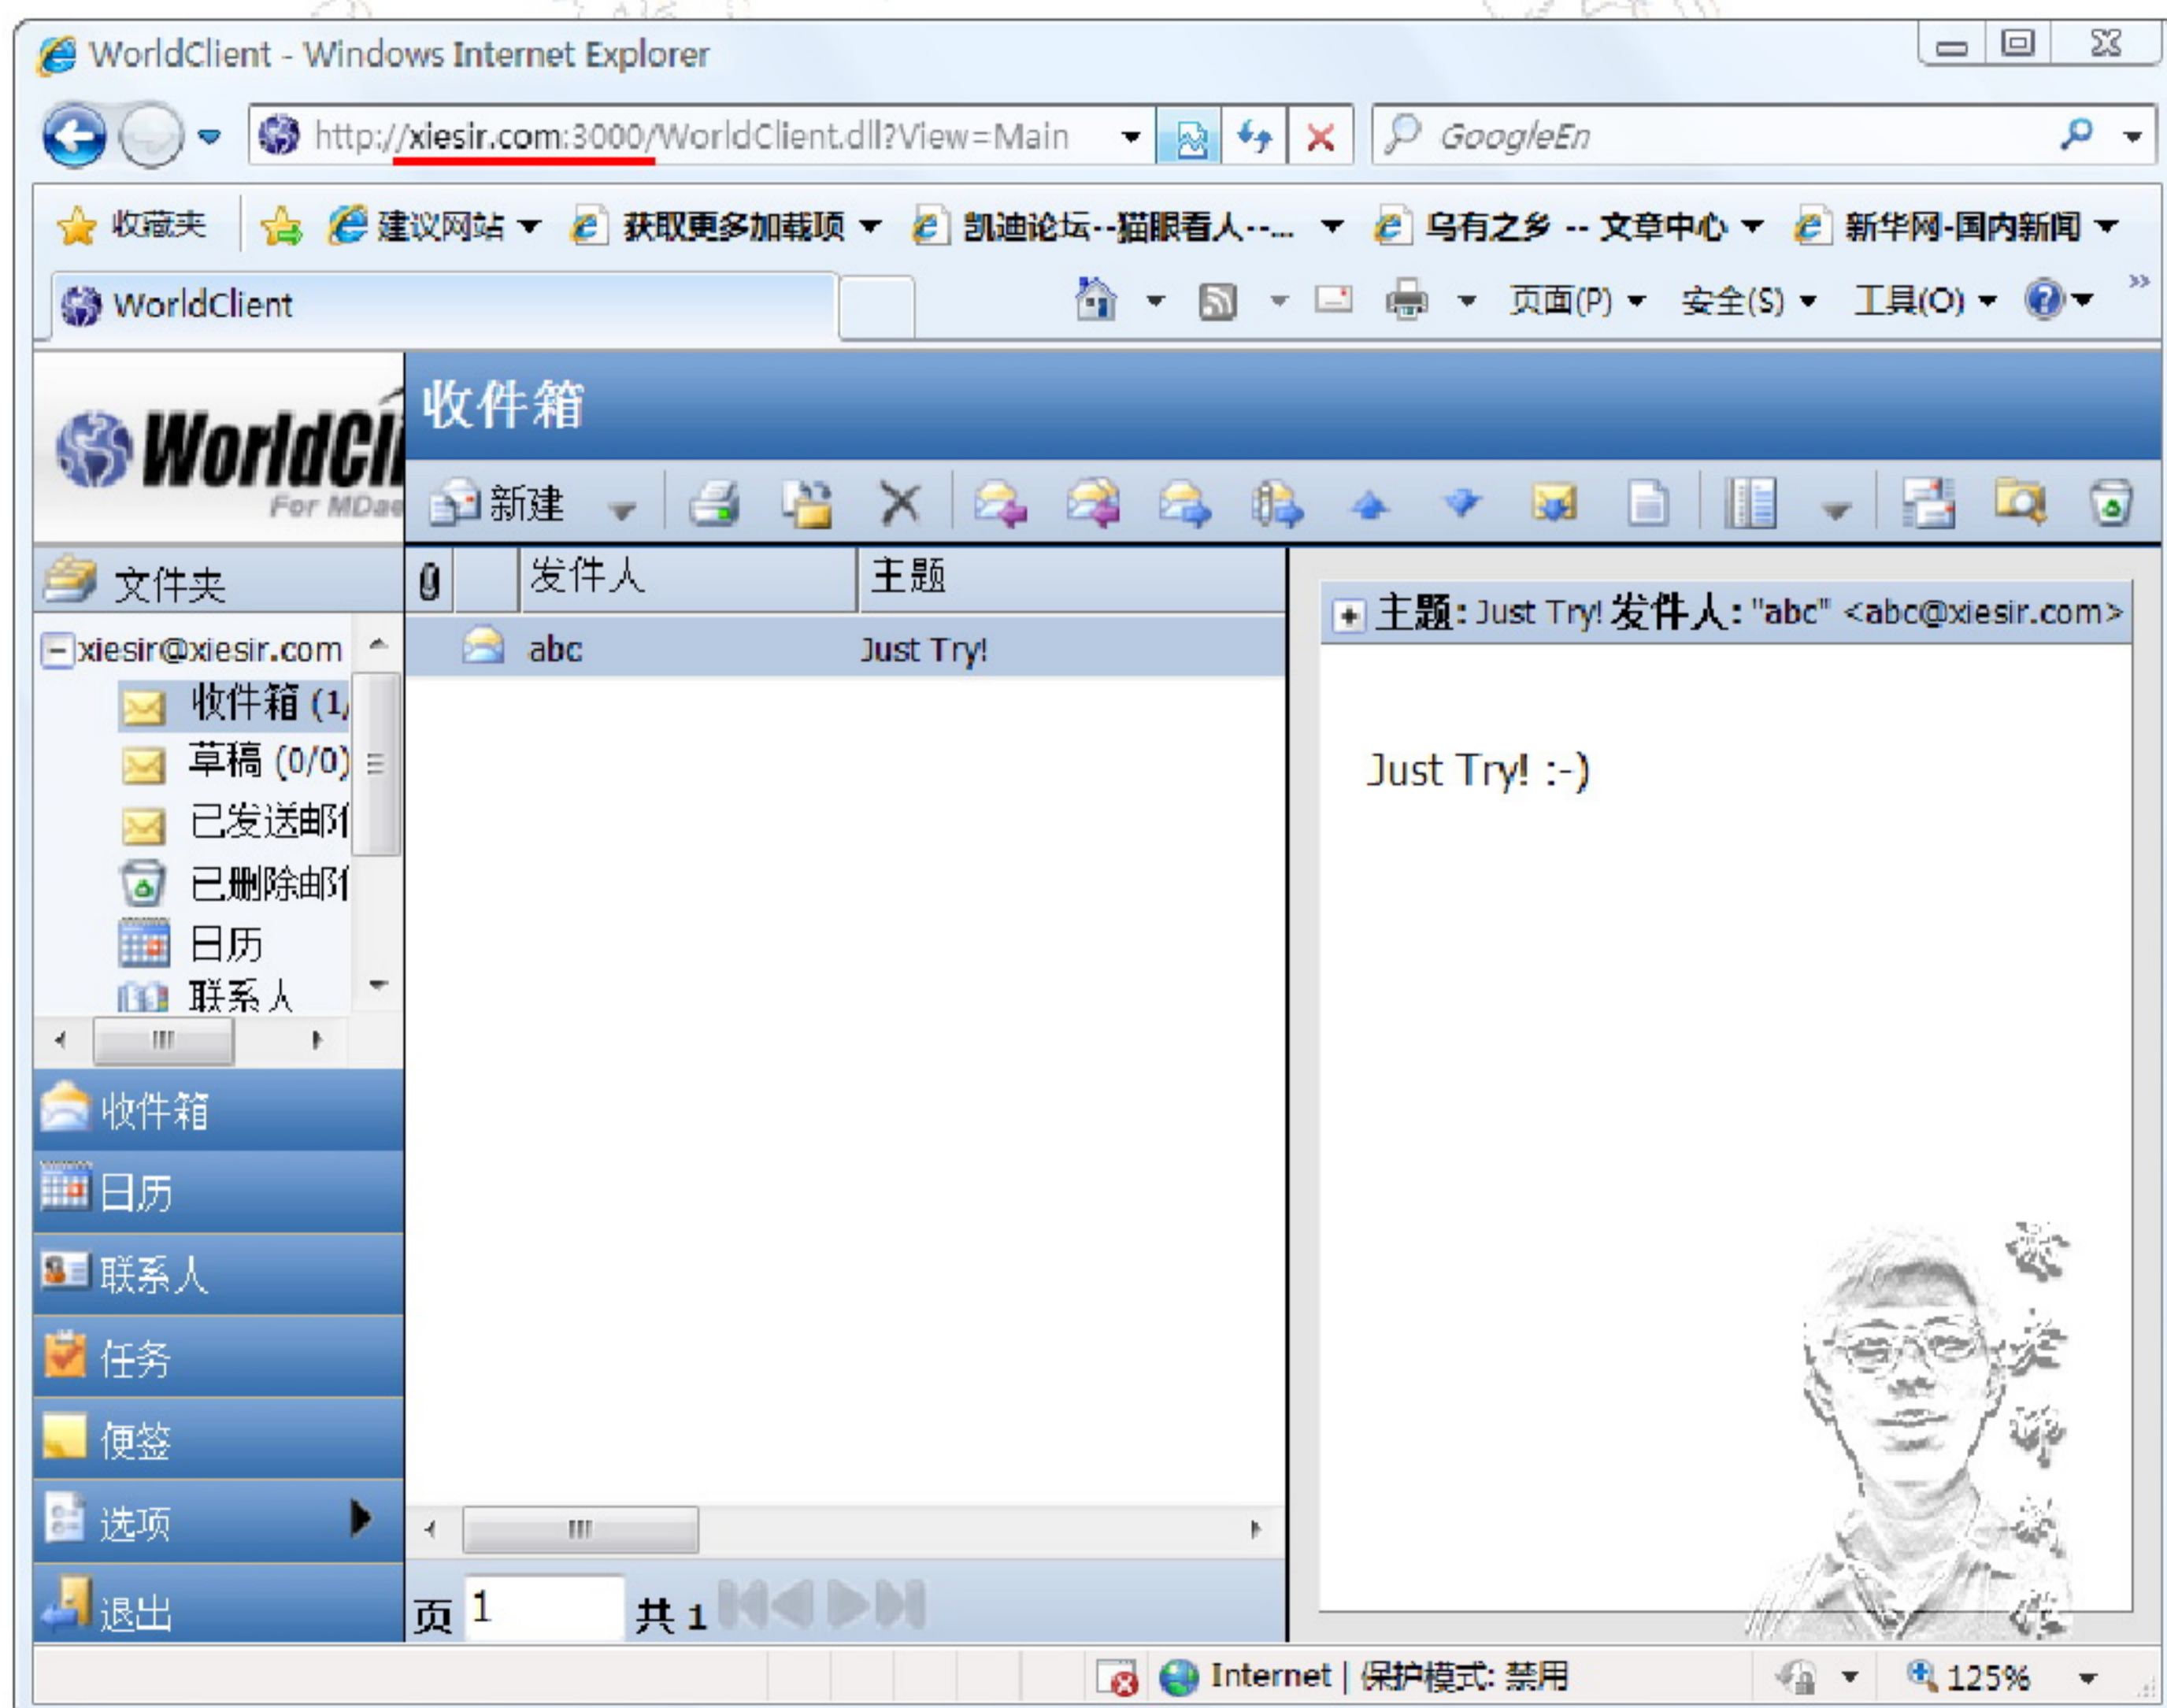 WorldClient - Windows Internet Explorer
http://xiesir.com:3000/WorldClient.dll?View=Main
GoogleEn
收藏夹 建议网站 获取更多加载项 凯迪论坛--猫眼看人--... 乌有之乡 -- 文章中心 新华网-国内新闻
WorldClient 页面(P) 安全(S) 工具(O)
WorldCli
For MDae
收件箱
新建
文件夹
xiesir@xiesir.com
收件箱 (1/
草稿 (0/0)
已发送邮
已删除邮
日历
联系人
收件箱
日历
联系人
任务
便签
选项
退出
发件人 主题
abc Just Try!
页 1 共 1
主题: Just Try! 发件人: "abc" <abc@xiesir.com>
Just Try! :-)
Internet | 保护模式: 禁用 125%